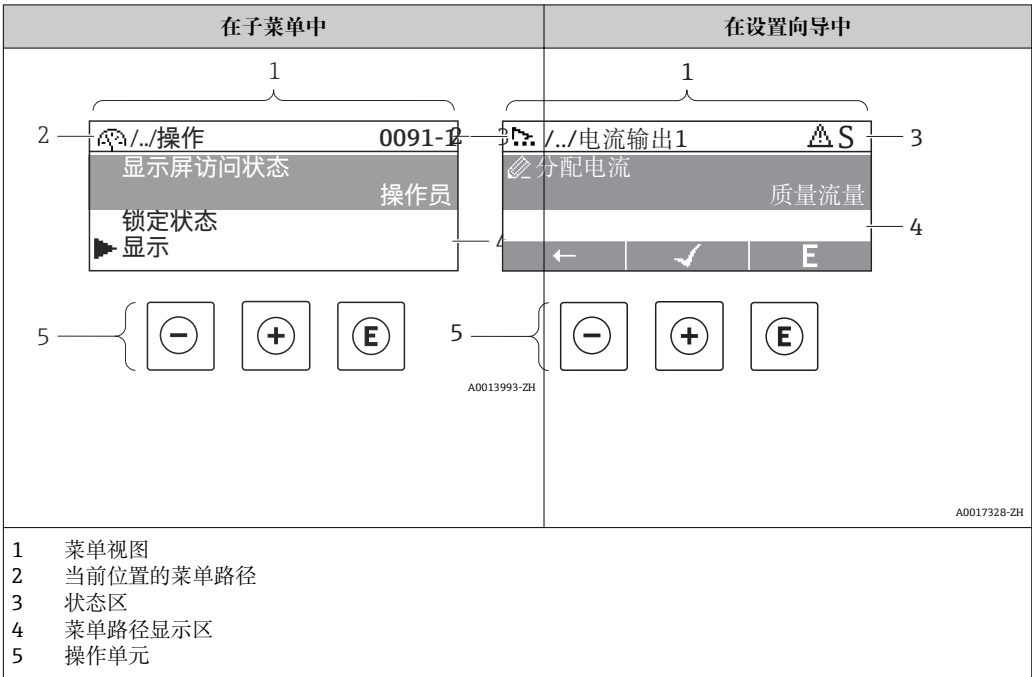 在子菜单中
在设置向导中
1
2
/../操作
0091-1
3
显示屏访问状态
操作员
锁定状态
显示
4
5
E
A0013993-ZH
1
2
/../电流输出1
S
3
分配电流
质量流量
4
E
5
E
A0017328-ZH
1 菜单视图
2 当前位置的菜单路径
3 状态区
4 菜单路径显示区
5 操作单元